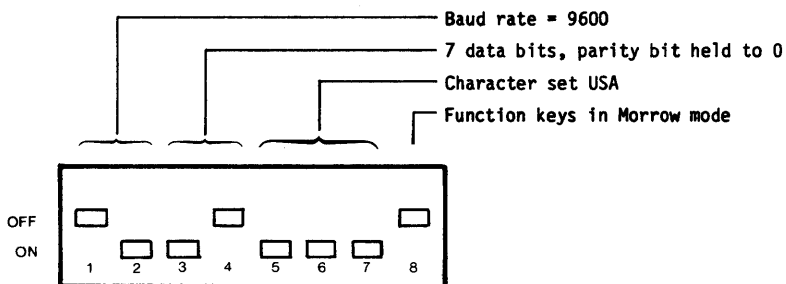 Baud rate = 9600
7 data bits, parity bit held to 0
Character set USA
Function keys in Morrow mode
OFF
ON
1 2 3 4 5 6 7 8